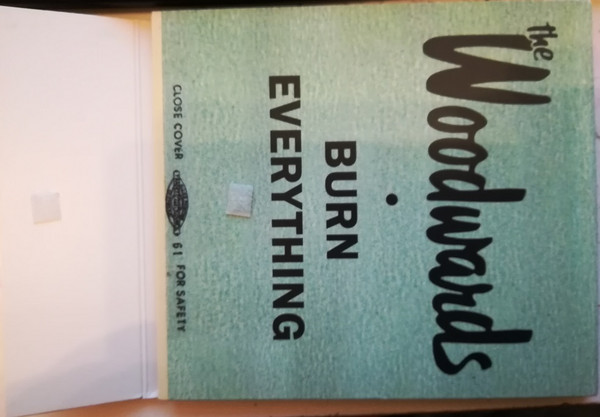 the
Woodwards
BURN
EVERYTHING
CLOSE COVER 61 FOR SAFETY